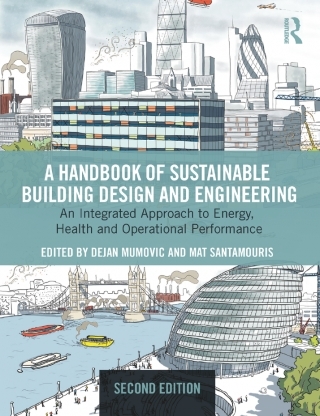 Routledge
A HANDBOOK OF SUSTAINABLE
BUILDING DESIGN AND ENGINEERING
An Integrated Approach to Energy,
Health and Operational Performance
EDITED BY DEJAN MUMOVIC AND MAT SANTAMOURIS
SECOND EDITION